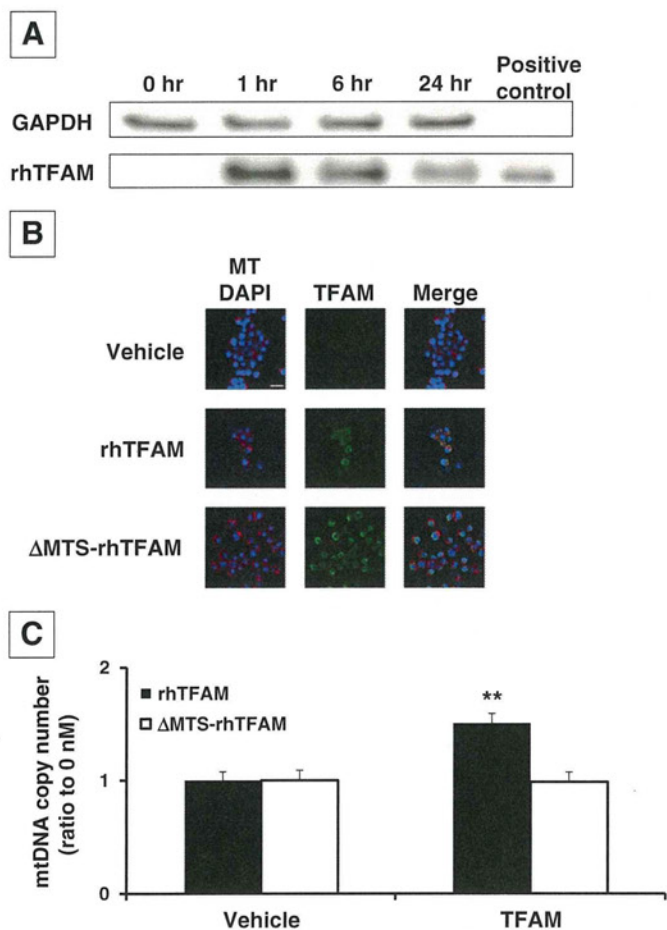 A
0 hr 1 hr 6 hr 24 hr Positive control
GAPDH
rhTFAM
B
MT DAPI TFAM Merge
Vehicle
rhTFAM
ΔMTS-rhTFAM
C
mtDNA copy number
(ratio to 0 nM)
2
1
0
rhTFAM
ΔMTS-rhTFAM
**
Vehicle TFAM